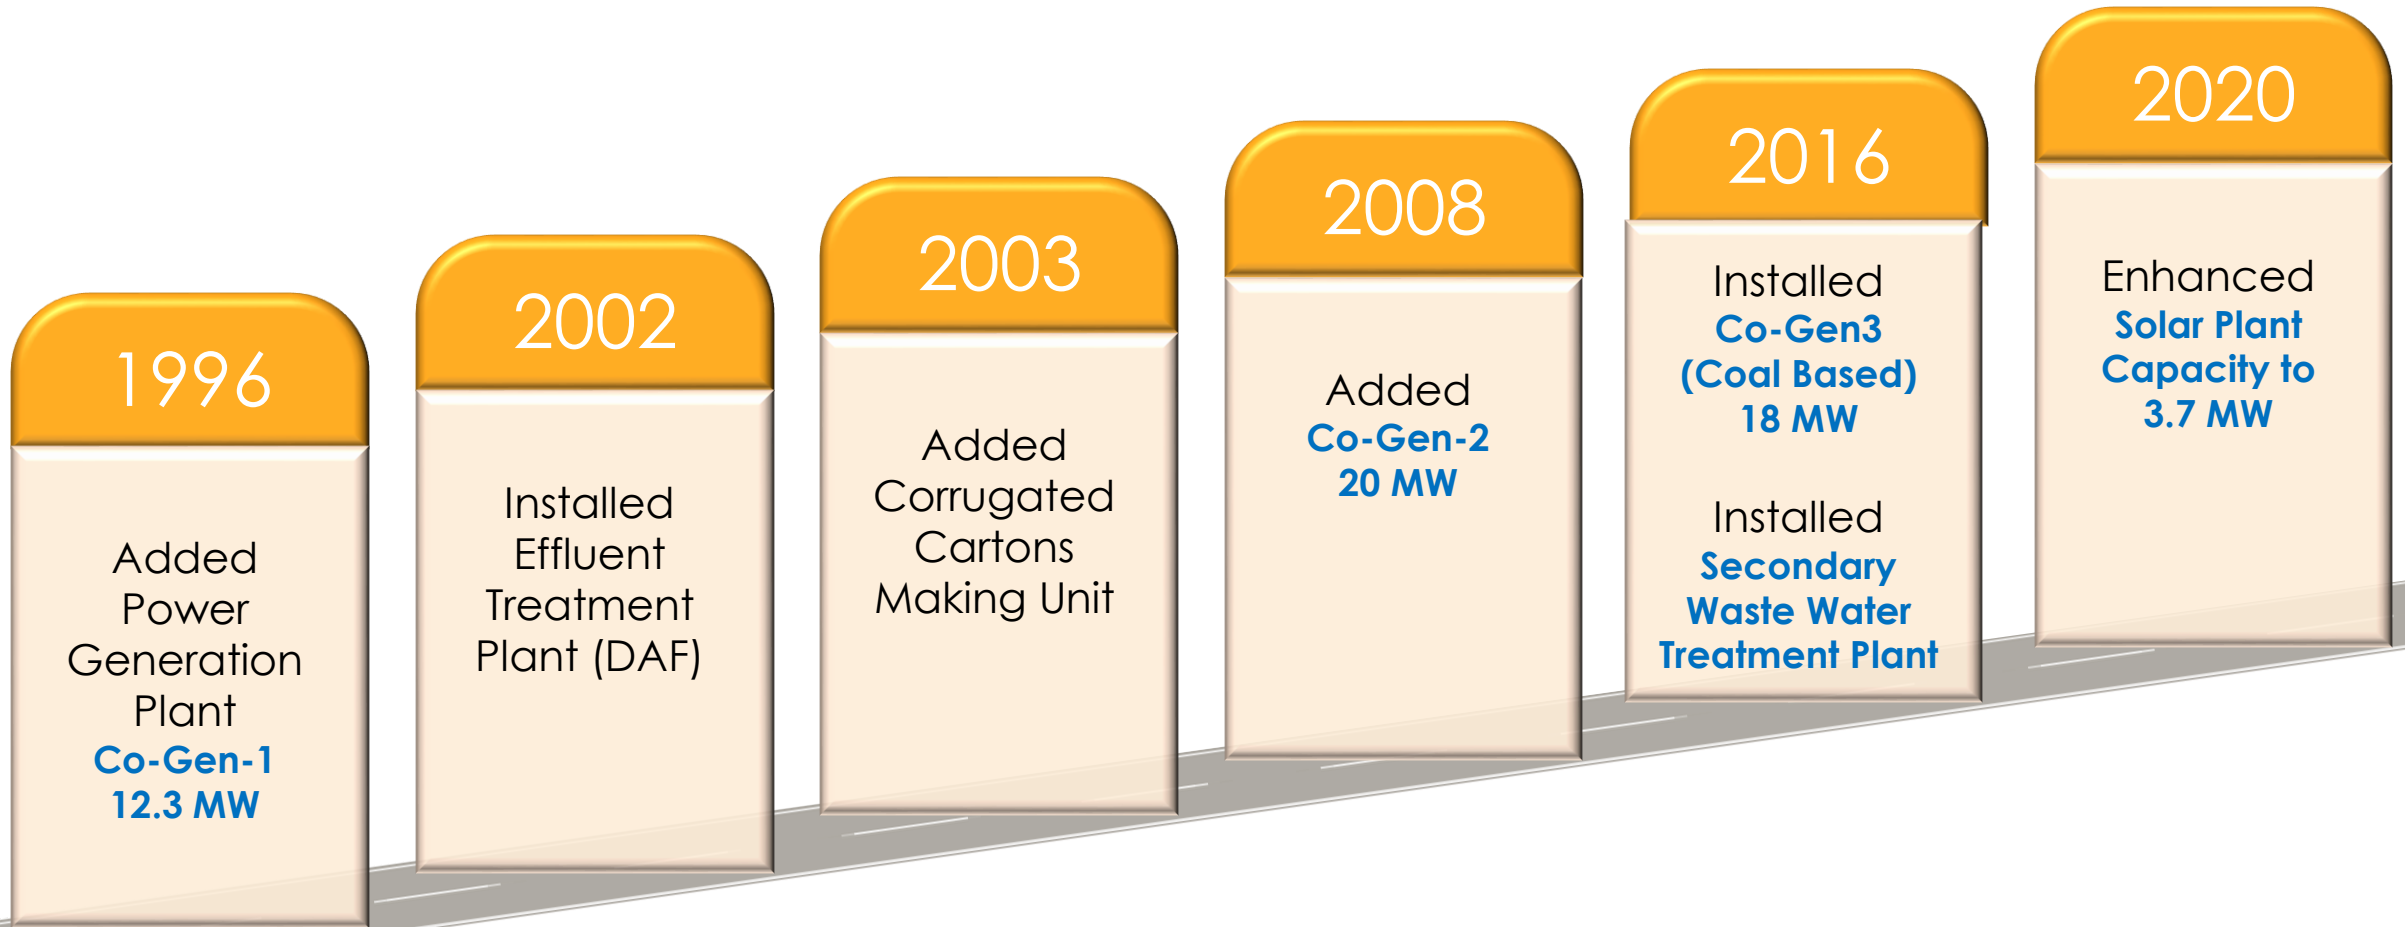 1996
Added
Power
Generation
Plant
Co-Gen-1
12.3 MW
2002
Installed
Effluent
Treatment
Plant (DAF)
2003
Added
Corrugated
Cartons
Making Unit
2008
Added
Co-Gen-2
20 MW
2016
Installed
Co-Gen3
(Coal Based)
18 MW
Installed
Secondary
Waste Water
Treatment Plant
2020
Enhanced
Solar Plant
Capacity to
3.7 MW